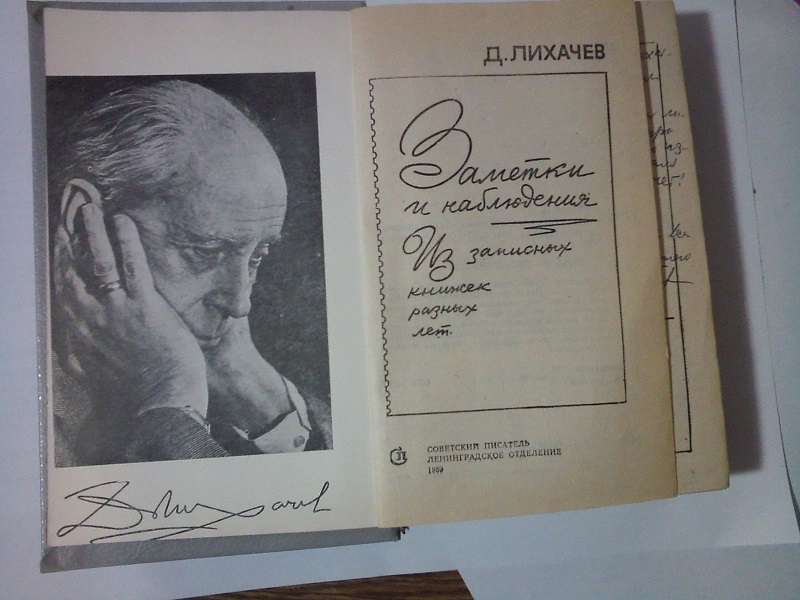 Д. ЛИХАЧЕВ
Заметки
и наблюдения
Из записных
книжек
разных
лет.
СОВЕТСКИЙ ПИСАТЕЛЬ
ЛЕНИНГРАДСКОЕ ОТДЕЛЕНИЕ
1989